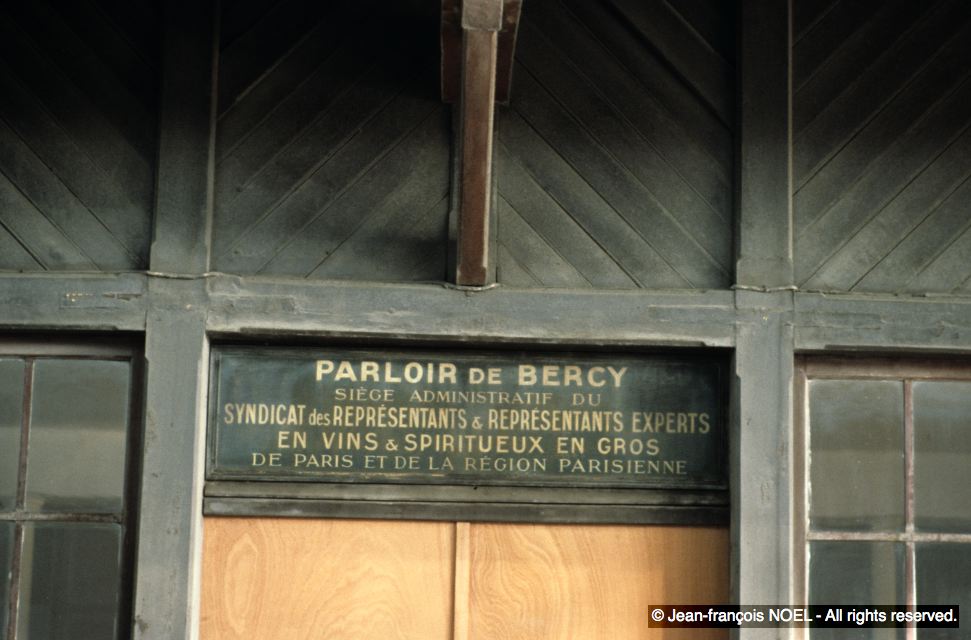 PARLOIR DE BERCY
SIÈGE ADMINISTRATIF DU
SYNDICAT des REPRÉSENTANTS & REPRÉSENTANTS EXPERTS
EN VINS & SPIRITUEUX EN GROS
DE PARIS ET DE LA RÉGION PARISIENNE
© Jean-françois NOEL - All rights reserved.